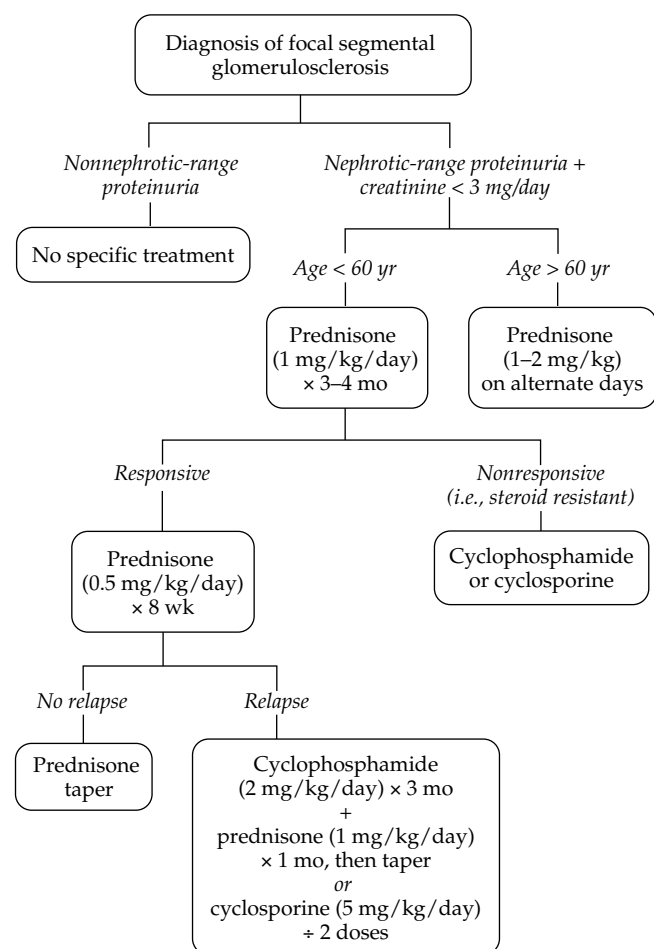 Diagnosis of focal segmental
glomerulosclerosis
Nonnephrotic-range
proteinuria
Nephrotic-range proteinuria +
creatinine < 3 mg/day
No specific treatment
Age < 60 yr
Age > 60 yr
Prednisone
(1 mg/kg/day)
× 3–4 mo
Prednisone
(1–2 mg/kg)
on alternate days
Responsive
Nonresponsive
(i.e., steroid resistant)
Prednisone
(0.5 mg/kg/day)
× 8 wk
Cyclophosphamide
or cyclosporine
No relapse
Relapse
Prednisone
taper
Cyclophosphamide
(2 mg/kg/day) × 3 mo
+
prednisone (1 mg/kg/day)
× 1 mo, then taper
or
cyclosporine (5 mg/kg/day)
÷ 2 doses